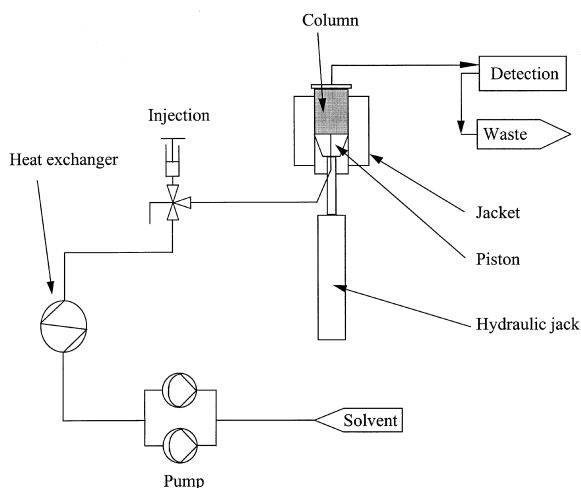 Column
Detection
Injection
Waste
Heat exchanger
Jacket
Piston
Hydraulic jack
Solvent
Pump